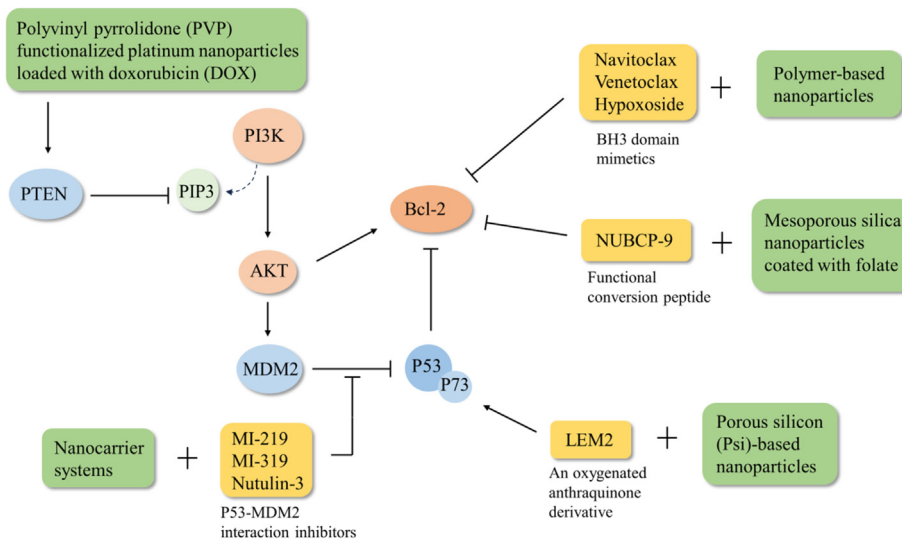 Polyvinyl pyrrolidone (PVP)
functionalized platinum nanoparticles
loaded with doxorubicin (DOX)
PI3K
PTEN
PIP3
AKT
MDM2
Bcl-2
P53
P73
Navitoclax
Venetoclax
Hypoxoside
BH3 domain
mimetics
+
Polymer-based
nanoparticles
NUBCP-9
Functional
conversion peptide
+
Mesoporous silica
nanoparticles
coated with folate
LEM2
An oxygenated
anthraquinone
derivative
+
Porous silicon
(Psi)-based
nanoparticles
Nanocarrier
systems
+
MI-219
MI-319
Nutulin-3
P53-MDM2
interaction inhibitors